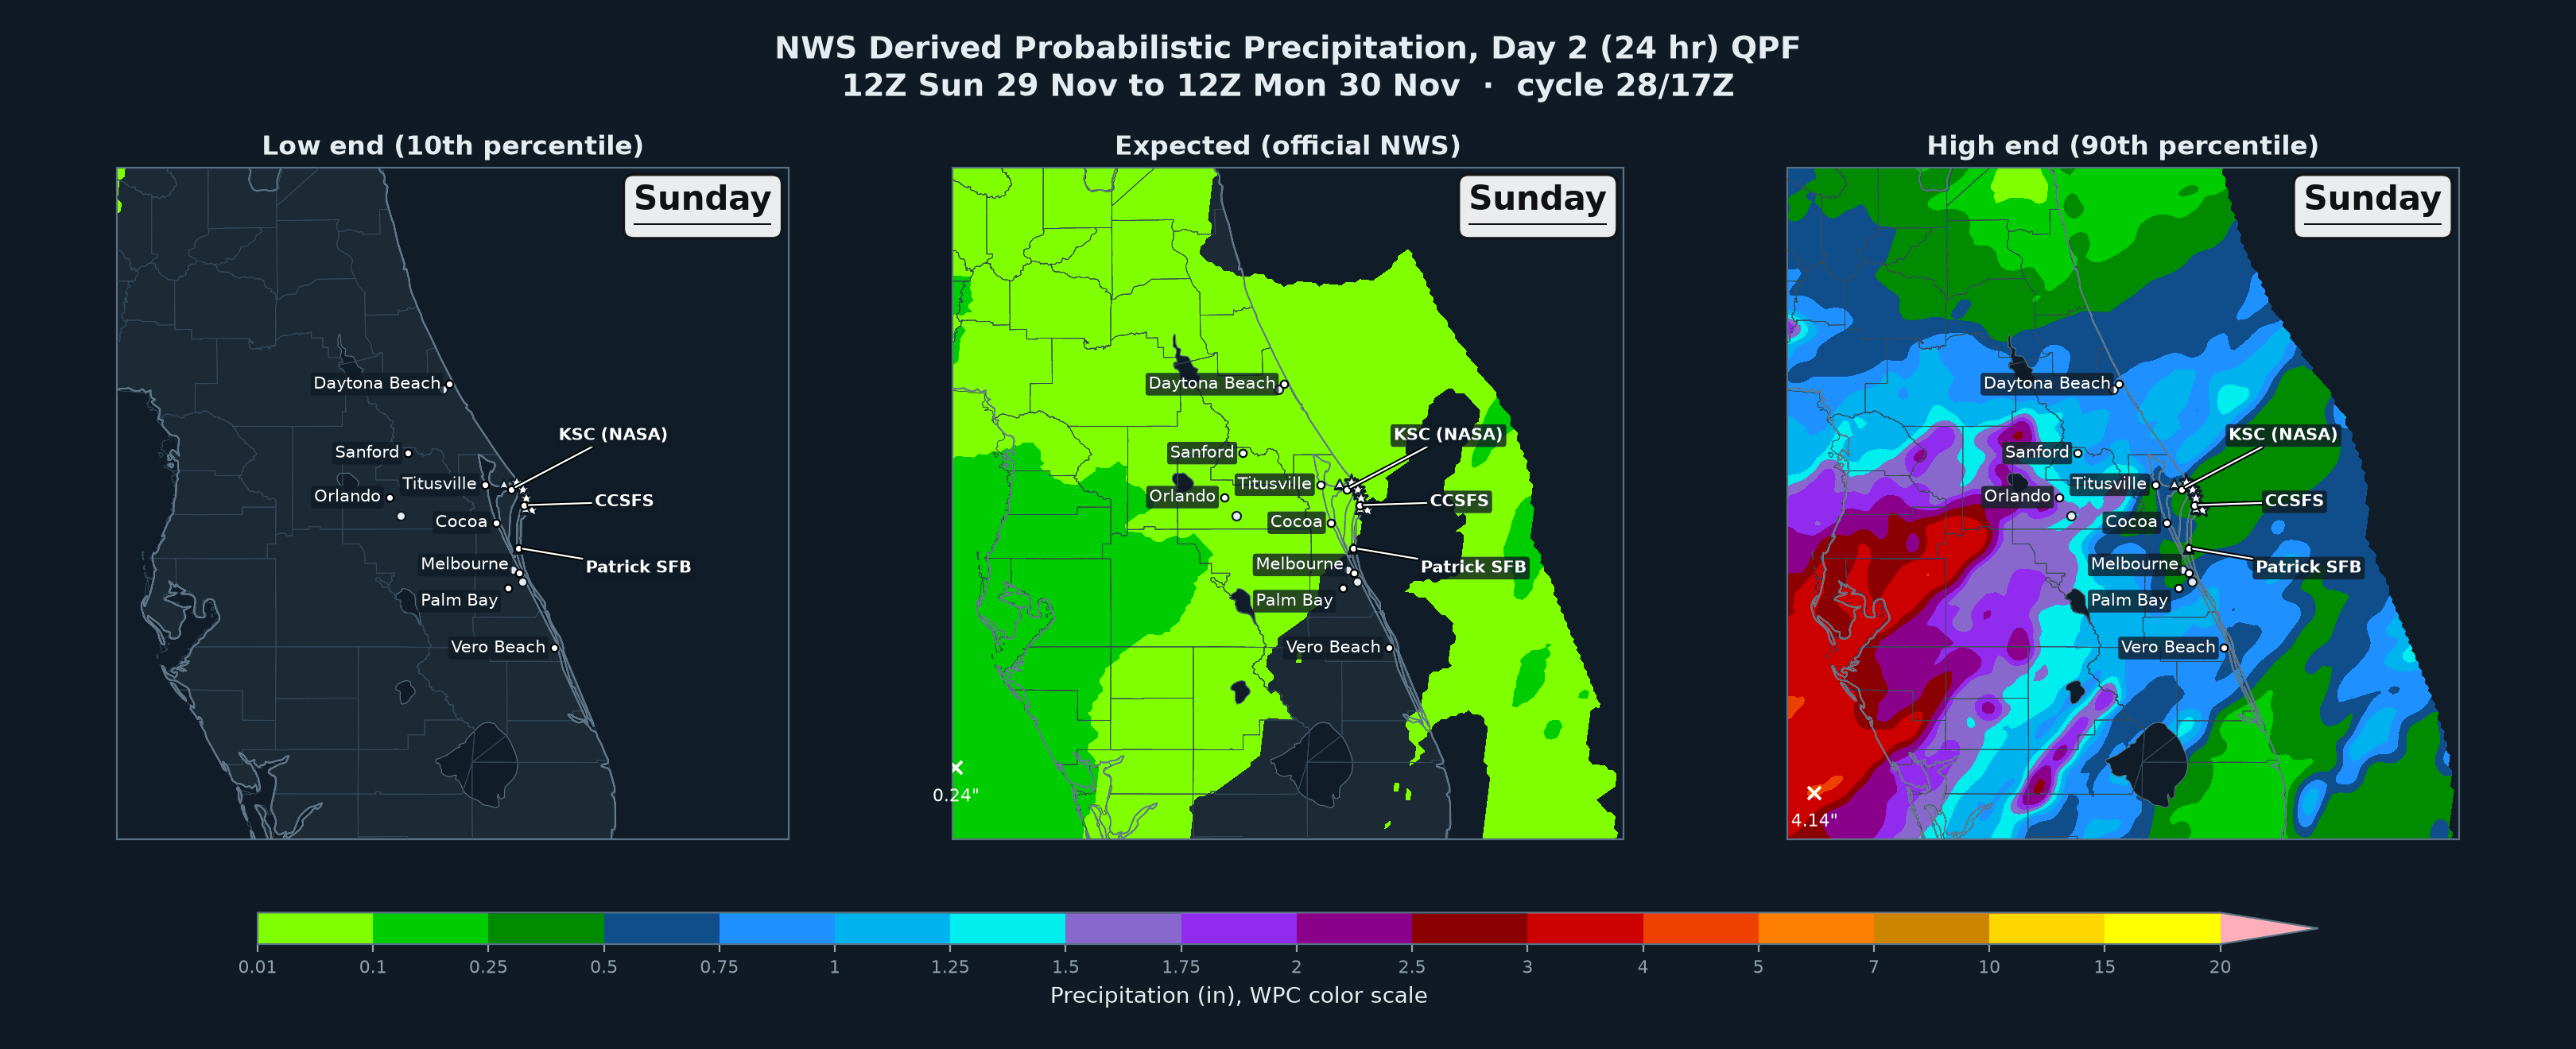 NWS Derived Probabilistic Precipitation, Day 2 (24 hr) QPF
12Z Sun 29 Nov to 12Z Mon 30 Nov · cycle 28/17Z
Low end (10th percentile)
Sunday
Daytona Beach
KSC (NASA)
Sanford
Titusville
Orlando
CCSFS
Cocoa
Melbourne
Patrick SFB
Palm Bay
Vero Beach
Expected (official NWS)
Sunday
Daytona Beach
KSC (NASA)
Sanford
Titusville
Orlando
CCSFS
Cocoa
Melbourne
Patrick SFB
Palm Bay
Vero Beach
0.24"
High end (90th percentile)
Sunday
Daytona Beach
KSC (NASA)
Sanford
Titusville
Orlando
CCSFS
Cocoa
Melbourne
Patrick SFB
Palm Bay
Vero Beach
4.14"
0.01 0.1 0.25 0.5 0.75 1 1.25 1.5 1.75 2 2.5 3 4 5 7 10 15 20
Precipitation (in), WPC color scale